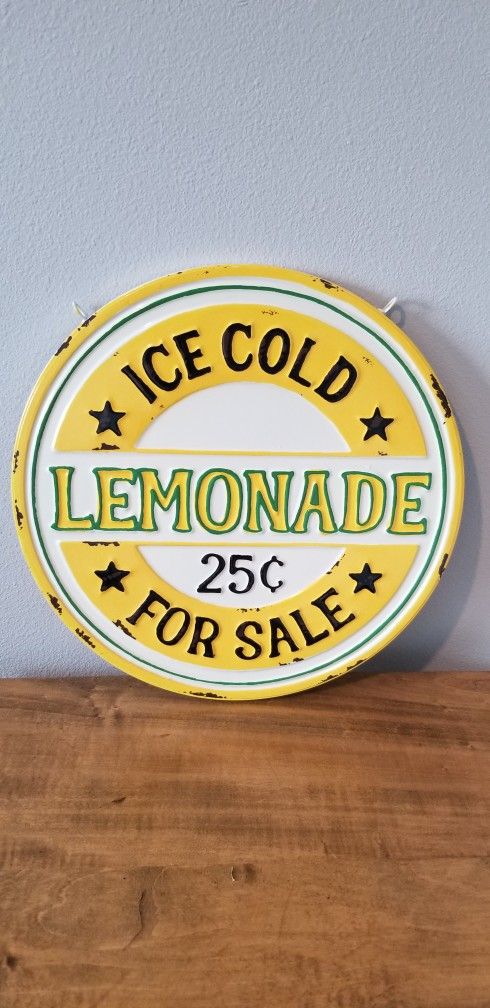 ICE COLD
LEMONADE
25¢
FOR SALE